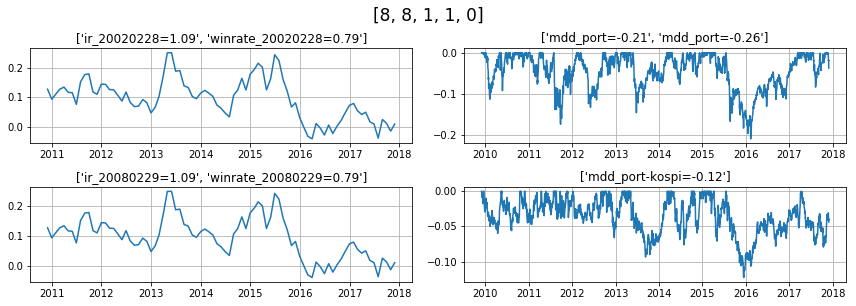 [8, 8, 1, 1, 0]
['ir_20020228=1.09', 'winrate_20020228=0.79']
0.2
0.1
0.0
2011 2012 2013 2014 2015 2016 2017 2018
['mdd_port=-0.21', 'mdd_port=-0.26']
0.0
−0.1
−0.2
2010 2011 2012 2013 2014 2015 2016 2017 2018
['ir_20080229=1.09', 'winrate_20080229=0.79']
0.2
0.1
0.0
2011 2012 2013 2014 2015 2016 2017 2018
['mdd_port-kospi=-0.12']
0.00
−0.05
−0.10
2010 2011 2012 2013 2014 2015 2016 2017 2018